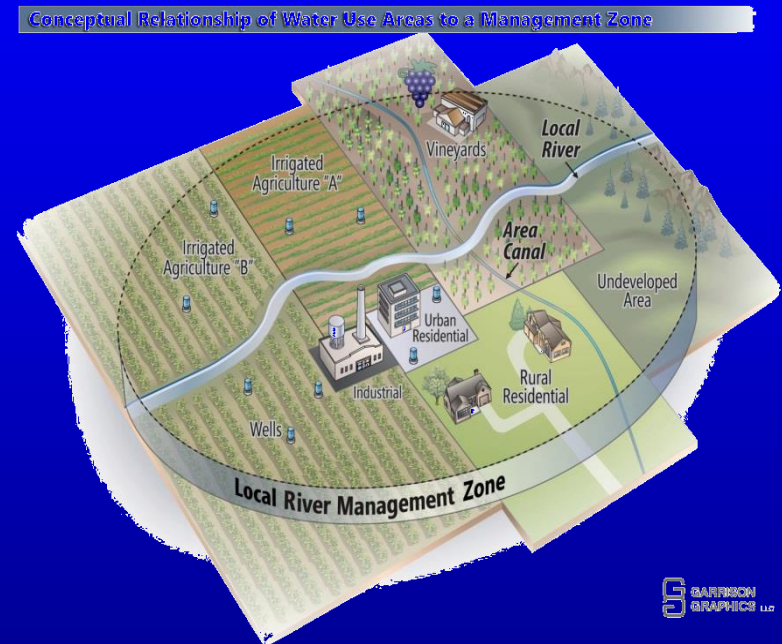 Conceptual Relationship of Water Use Areas to a Management Zone
Local
River
Vineyards
Irrigated
Agriculture "A"
Area
Canal
Irrigated
Agriculture "B"
Undeveloped
Area
Urban
Residential
Rural
Residential
Industrial
Wells
Local River Management Zone
GARRISON
GRAPHICS LLC